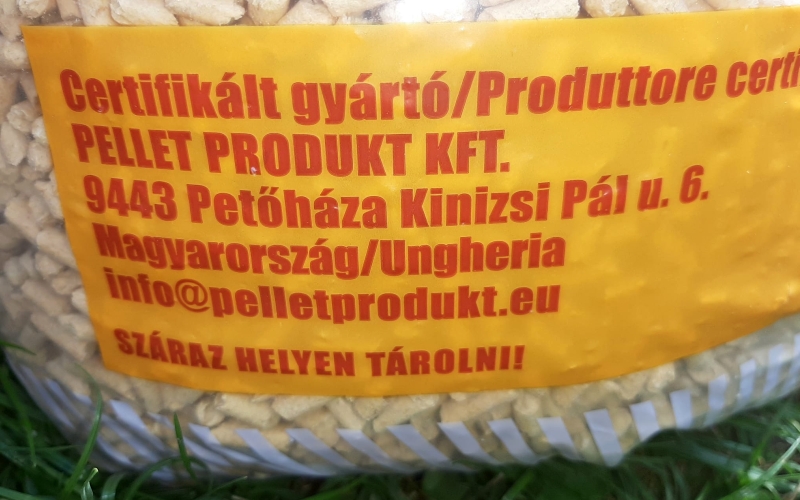 Certifikált gyártó/Produttore certi
PELLET PRODUKT KFT.
9443 Petőháza Kinizsi Pál u. 6.
Magyarország/Ungheria
info@pelletprodukt.eu
SZÁRAZ HELYEN TÁROLNI!